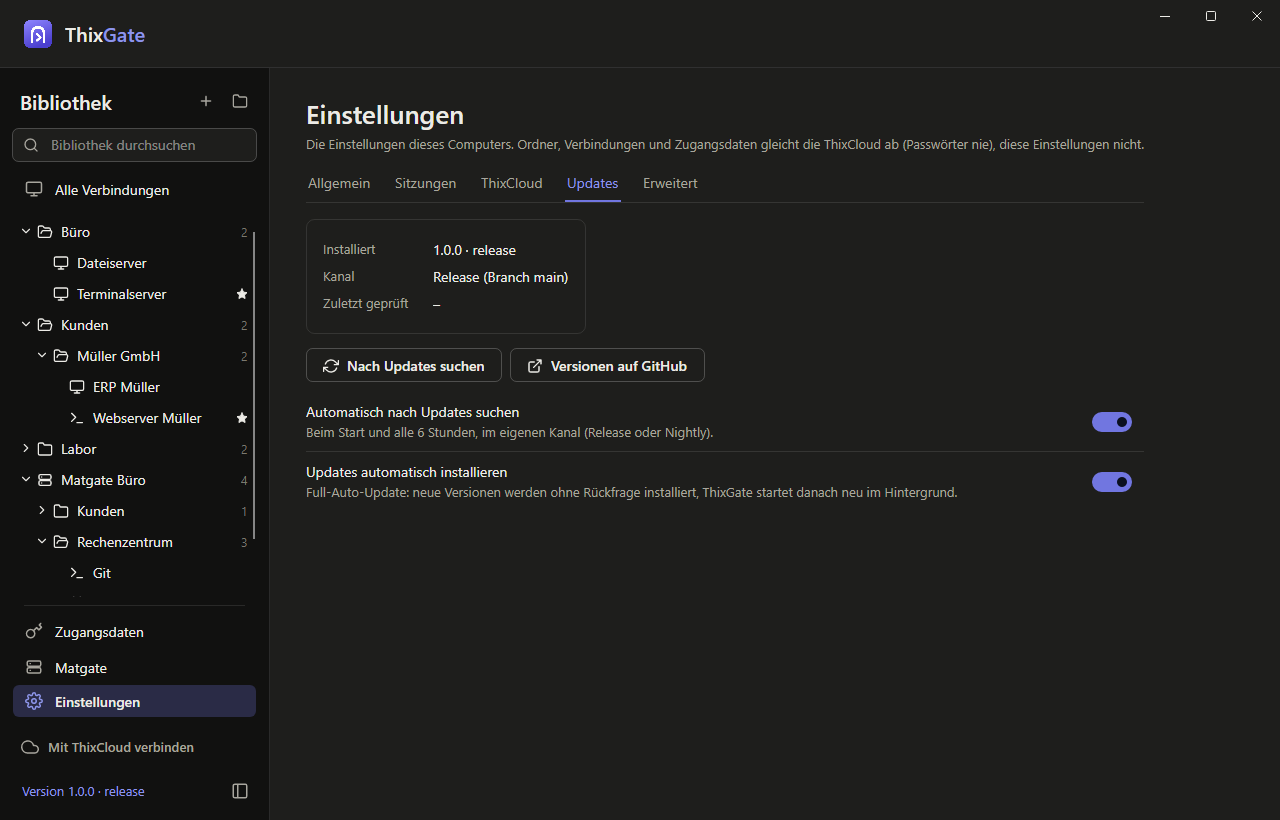 ThixGate
Bibliothek
Bibliothek durchsuchen
Alle Verbindungen
Büro 2
Dateiserver
Terminalserver
Kunden 2
Müller GmbH 2
ERP Müller
Webserver Müller
Labor 2
Matgate Büro 4
Kunden 1
Rechenzentrum 3
Git
Zugangsdaten
Matgate
Einstellungen
Mit ThixCloud verbinden
Version 1.0.0 · release
Einstellungen
Die Einstellungen dieses Computers. Ordner, Verbindungen und Zugangsdaten gleicht die ThixCloud ab (Passwörter nie), diese Einstellungen nicht.
Allgemein Sitzungen ThixCloud Updates Erweitert
Installiert 1.0.0 · release
Kanal Release (Branch main)
Zuletzt geprüft –
Nach Updates suchen Versionen auf GitHub
Automatisch nach Updates suchen
Beim Start und alle 6 Stunden, im eigenen Kanal (Release oder Nightly).
Updates automatisch installieren
Full-Auto-Update: neue Versionen werden ohne Rückfrage installiert, ThixGate startet danach neu im Hintergrund.